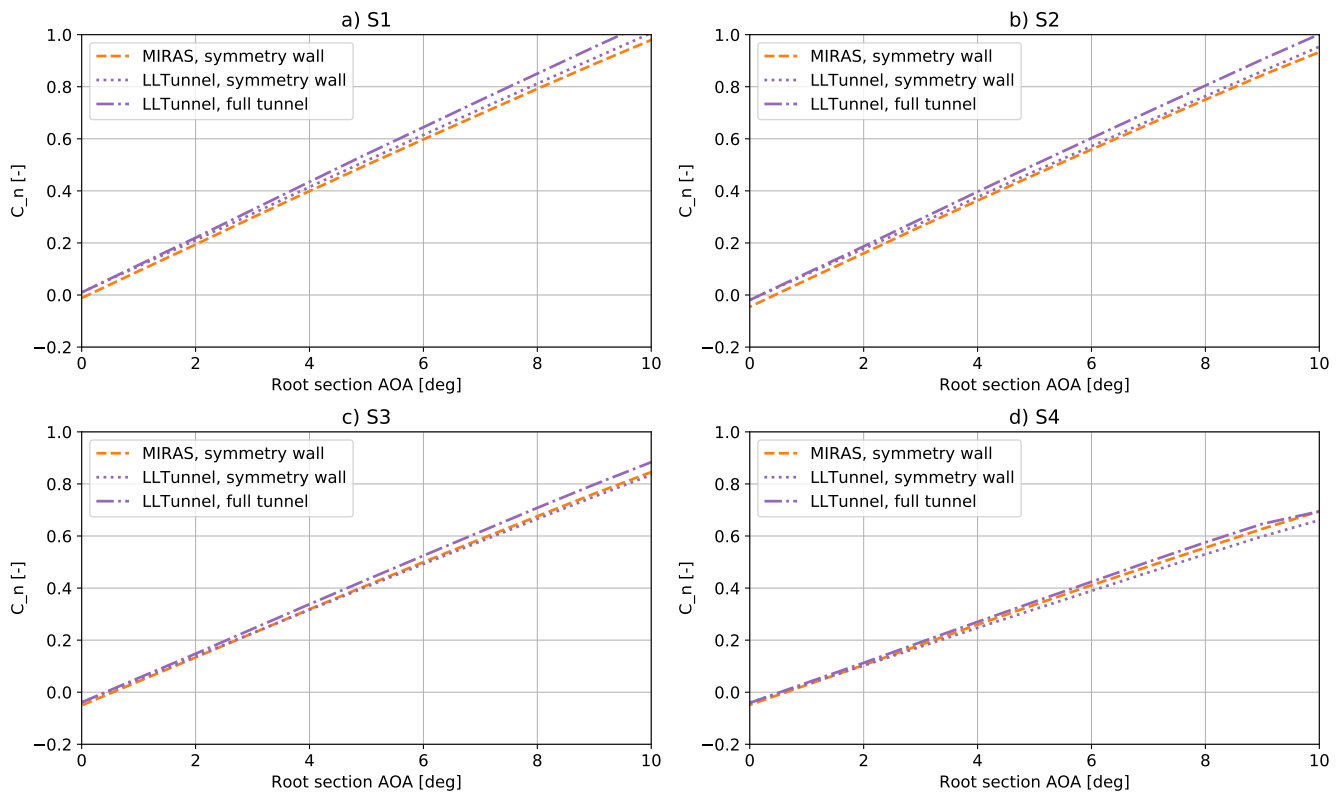 a) S1
MIRAS, symmetry wall
LLTunnel, symmetry wall
LLTunnel, full tunnel
C_n [-]
1.0
0.8
0.6
0.4
0.2
0.0
−0.2
0 2 4 6 8 10
Root section AOA [deg]
b) S2
MIRAS, symmetry wall
LLTunnel, symmetry wall
LLTunnel, full tunnel
C_n [-]
1.0
0.8
0.6
0.4
0.2
0.0
−0.2
0 2 4 6 8 10
Root section AOA [deg]
c) S3
MIRAS, symmetry wall
LLTunnel, symmetry wall
LLTunnel, full tunnel
C_n [-]
1.0
0.8
0.6
0.4
0.2
0.0
−0.2
0 2 4 6 8 10
Root section AOA [deg]
d) S4
MIRAS, symmetry wall
LLTunnel, symmetry wall
LLTunnel, full tunnel
C_n [-]
1.0
0.8
0.6
0.4
0.2
0.0
−0.2
0 2 4 6 8 10
Root section AOA [deg]